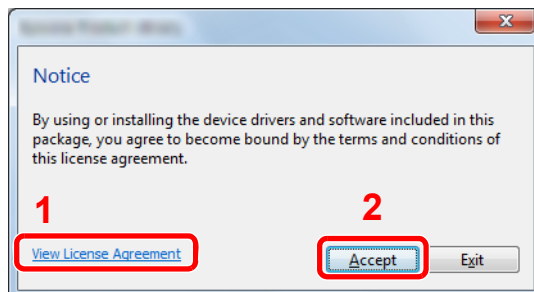 Notice
By using or installing the device drivers and software included in this
package, you agree to become bound by the terms and conditions of
this license agreement.
1
2
View License Agreement
Accept
Exit